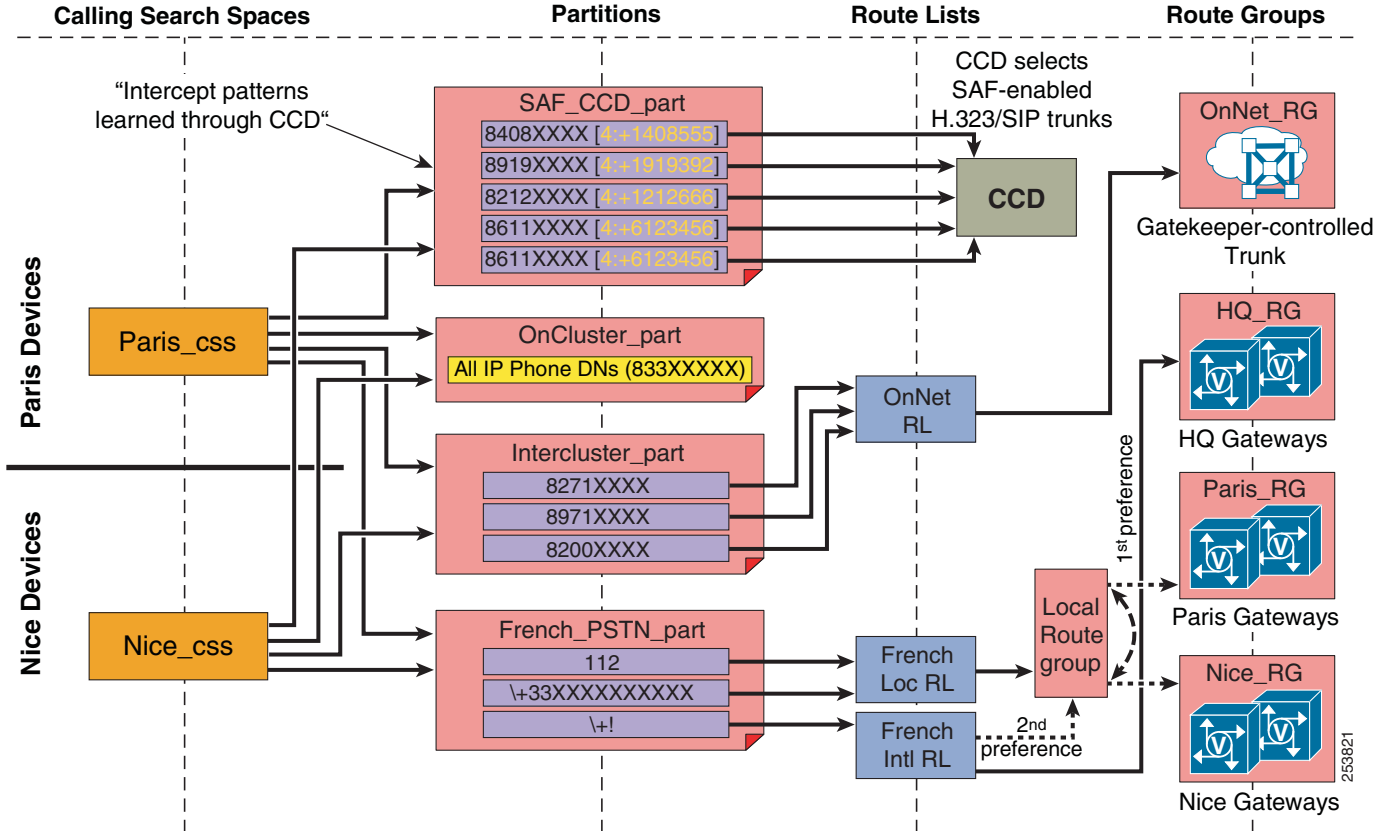 Calling Search Spaces
Partitions
Route Lists
Route Groups
“Intercept patterns
learned through CCD“
SAF_CCD_part
8408XXXX [4:+1408555]
8919XXXX [4:+1919392]
8212XXXX [4:+1212666]
8611XXXX [4:+6123456]
8611XXXX [4:+6123456]
CCD selects
SAF-enabled
H.323/SIP trunks
CCD
OnNet_RG
Gatekeeper-controlled
Trunk
Paris Devices
Paris_css
OnCluster_part
All IP Phone DNs (833XXXXX)
OnNet
RL
HQ_RG
V
V
HQ Gateways
Intercluster_part
8271XXXX
8971XXXX
8200XXXX
1st preference
Paris_RG
V
V
Paris Gateways
Nice Devices
Nice_css
French_PSTN_part
112
\+33XXXXXXXXXX
\+!
French
Loc RL
French
Intl RL
Local
Route
group
2nd
preference
Nice_RG
V
V
Nice Gateways
253821